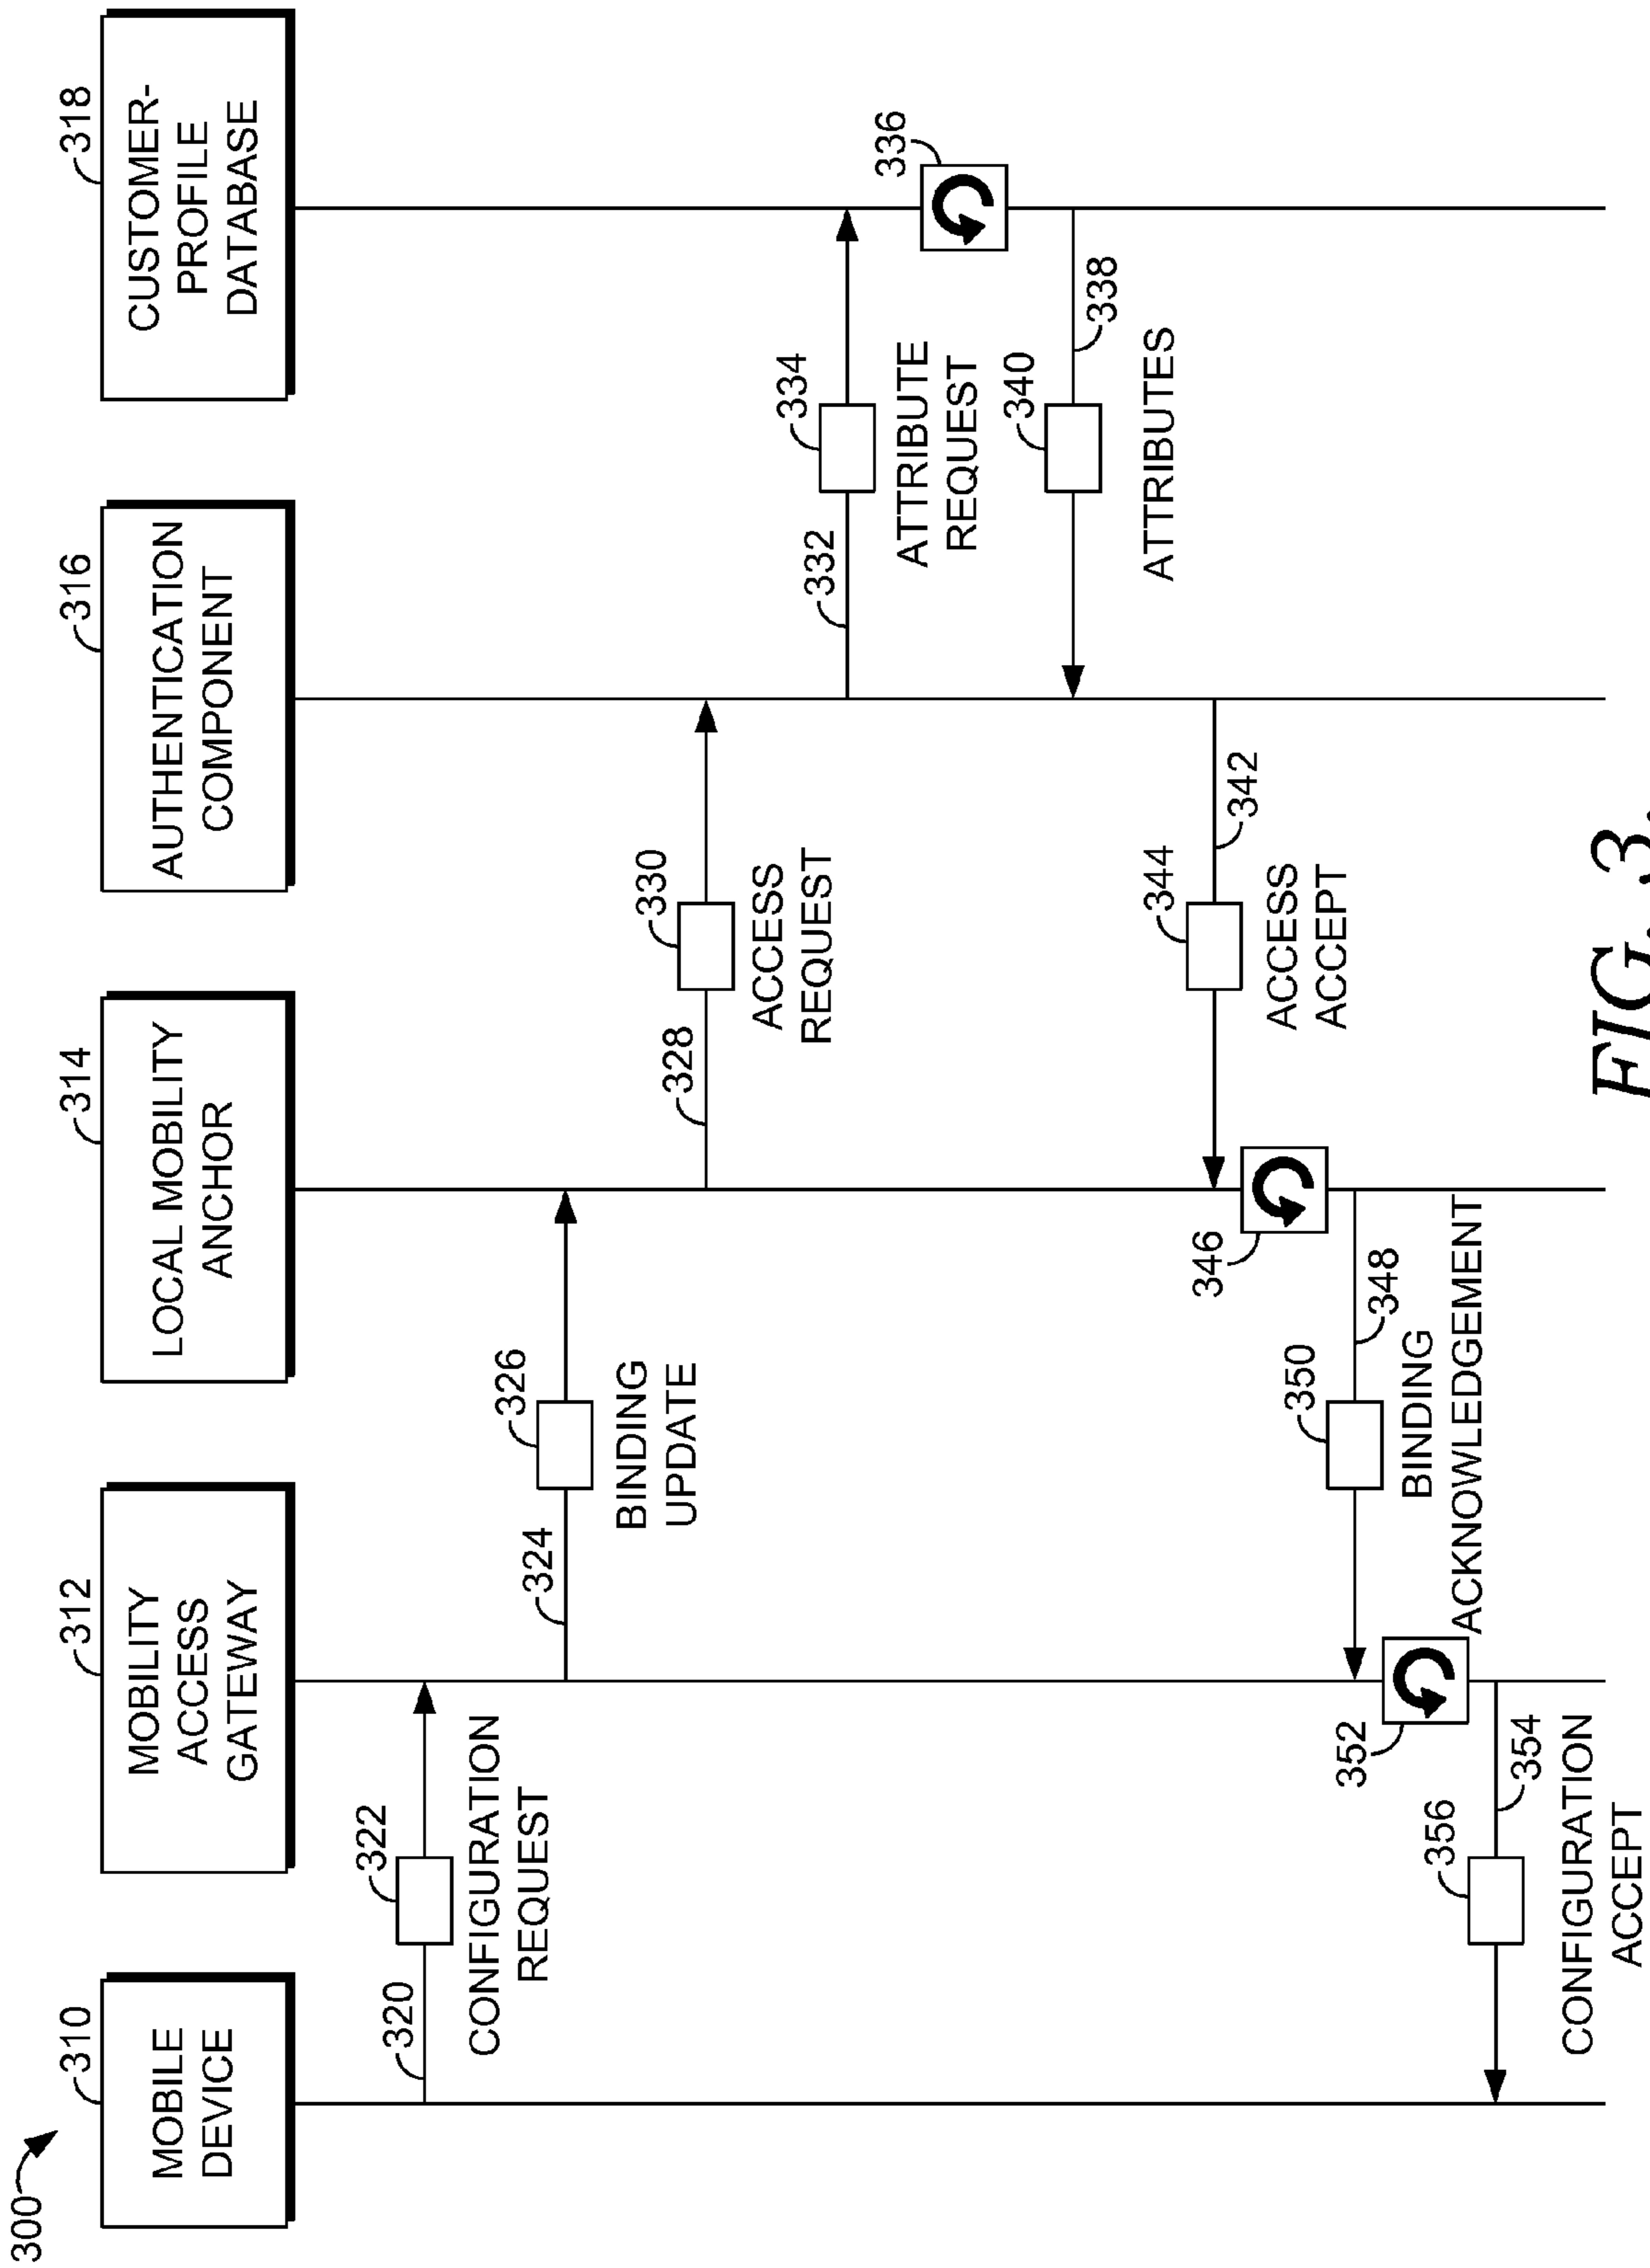 300
310
312
314
316
318
MOBILE
DEVICE
MOBILITY
ACCESS
GATEWAY
LOCAL MOBILITY
ANCHOR
AUTHENTICATION
COMPONENT
CUSTOMER-
PROFILE
DATABASE
320
322
CONFIGURATION
REQUEST
324
326
BINDING
UPDATE
328
330
ACCESS
REQUEST
332
334
ATTRIBUTE
REQUEST
336
338
340
ATTRIBUTES
342
344
ACCESS
ACCEPT
346
348
350
BINDING
ACKNOWLEDGEMENT
352
354
356
CONFIGURATION
ACCEPT
FIG. 3.